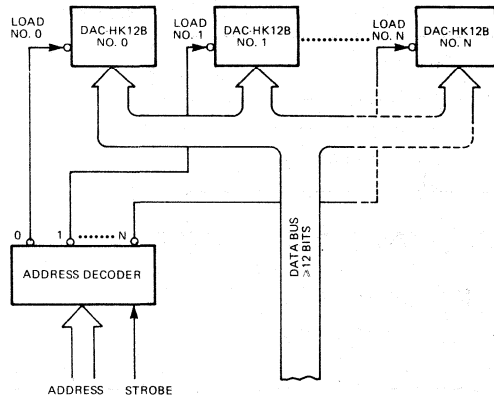 LOAD
NO. 0
DAC-HK12B
NO. 0
LOAD
NO. 1
DAC-HK12B
NO. 1
LOAD
NO. N
DAC-HK12B
NO. N
0 1 ....... N
ADDRESS DECODER
DATA BUS
≥12 BITS
ADDRESS STROBE